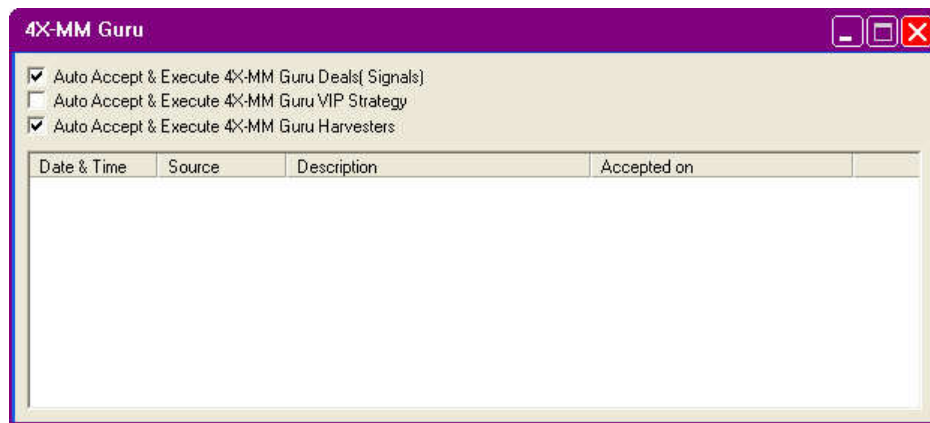 4X-MM Guru
Auto Accept & Execute 4X-MM Guru Deals( Signals)
Auto Accept & Execute 4X-MM Guru VIP Strategy
Auto Accept & Execute 4X-MM Guru Harvesters
Date & Time Source Description Accepted on